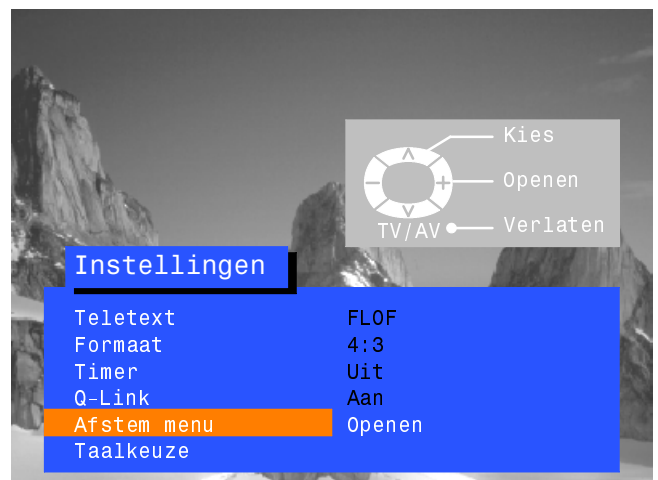 Kies
Openen
TV/AV Verlaten
Instellingen
Teletext FLOF
Formaat 4:3
Timer Uit
Q-Link Aan
Afstem menu Openen
Taalkeuze